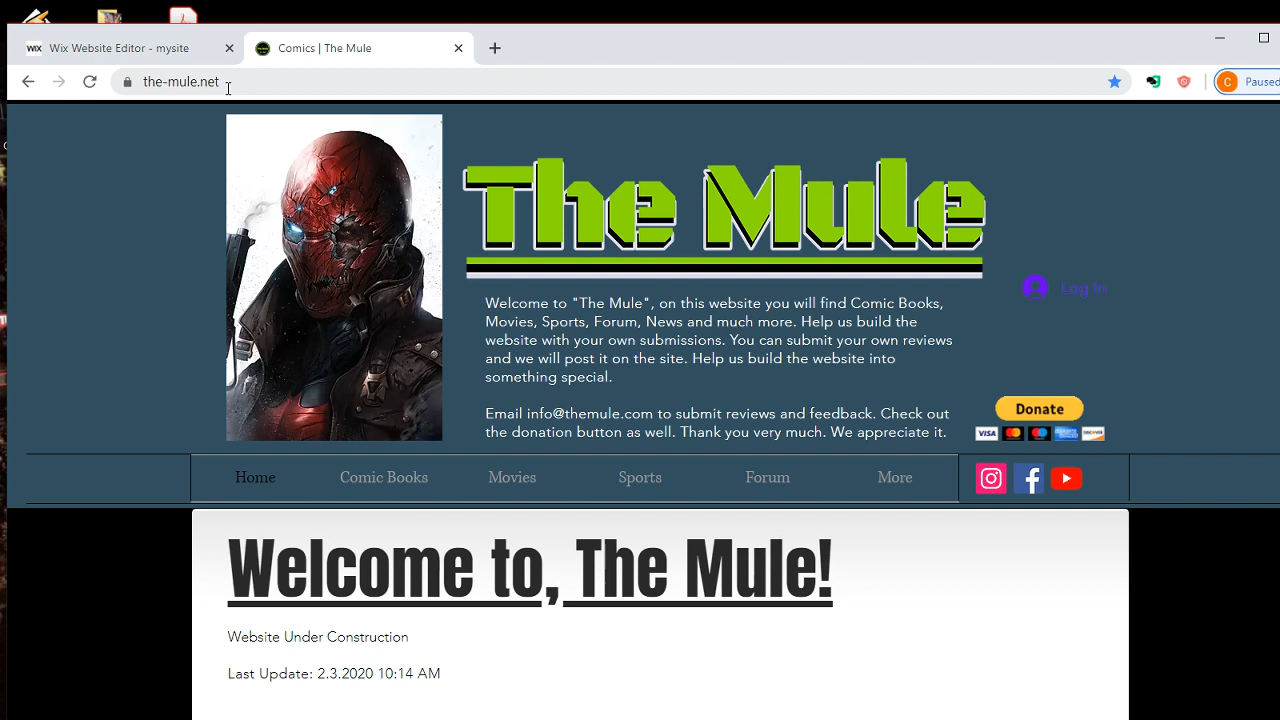 WIX Wix Website Editor - mysite
Comics | The Mule
the-mule.net
C Paused
The Mule
Log In
Welcome to "The Mule", on this website you will find Comic Books,
Movies, Sports, Forum, News and much more. Help us build the
website with your own submissions. You can submit your own reviews
and we will post it on the site. Help us build the website into
something special.
Email info@themule.com to submit reviews and feedback. Check out
the donation button as well. Thank you very much. We appreciate it.
Donate
VISA
Home Comic Books Movies Sports Forum More
Welcome to, The Mule!
Website Under Construction
Last Update: 2.3.2020 10:14 AM